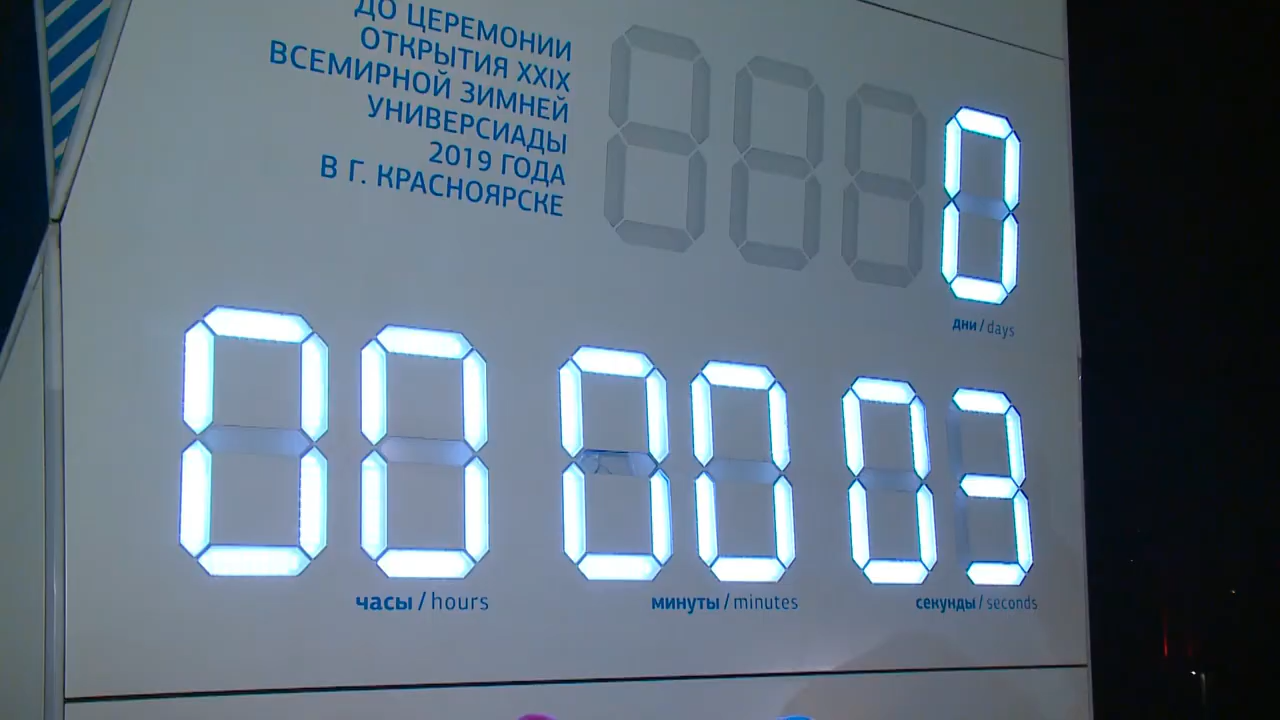 ДО ЦЕРЕМОНИИ
ОТКРЫТИЯ XXIX
ВСЕМИРНОЙ ЗИМНЕЙ
УНИВЕРСИАДЫ
2019 ГОДА
В Г. КРАСНОЯРСКЕ
0
дни / days
00 00 03
часы / hours минуты / minutes секунды / seconds